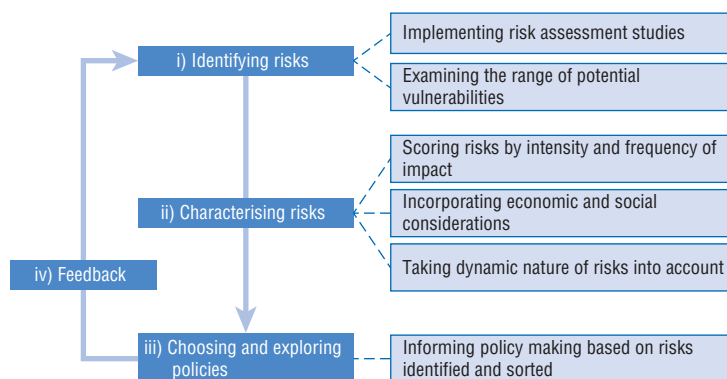 i) Identifying risks
Implementing risk assessment studies
Examining the range of potential
vulnerabilities
ii) Characterising risks
Scoring risks by intensity and frequency of
impact
Incorporating economic and social
considerations
Taking dynamic nature of risks into account
iv) Feedback
iii) Choosing and exploring
policies
Informing policy making based on risks
identified and sorted